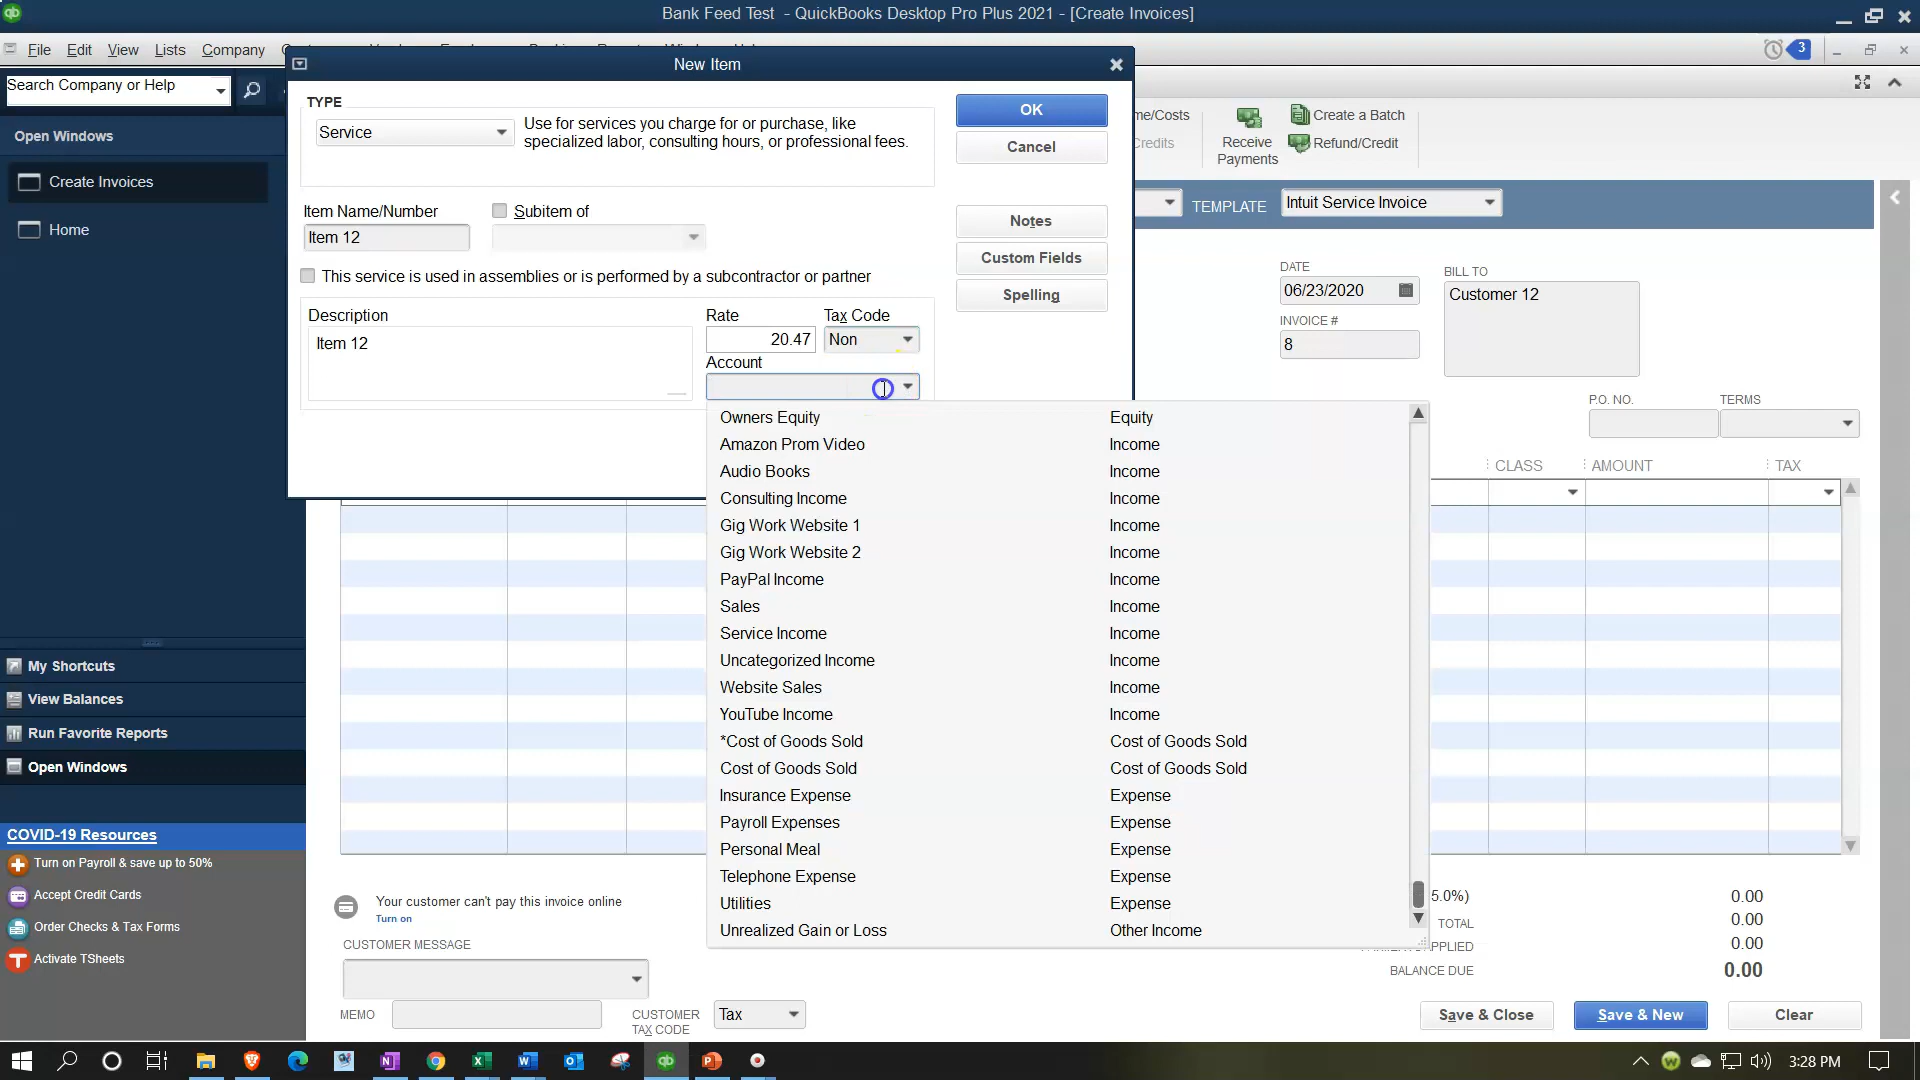 Bank Feed Test - QuickBooks Desktop Pro Plus 2021 - [Create Invoices]
File Edit View Lists Company
3
Search Company or Help
New Item
TYPE
Service
Use for services you charge for or purchase, like
specialized labor, consulting hours, or professional fees.
OK
Cancel
Item Name/Number
Subitem of
Item 12
Notes
Custom Fields
Spelling
This service is used in assemblies or is performed by a subcontractor or partner
Description
Rate
Tax Code
Item 12
20.47
Non
Account
Owners Equity Equity
Amazon Prom Video Income
Audio Books Income
Consulting Income Income
Gig Work Website 1 Income
Gig Work Website 2 Income
PayPal Income Income
Sales Income
Service Income Income
Uncategorized Income Income
Website Sales Income
YouTube Income Income
*Cost of Goods Sold Cost of Goods Sold
Cost of Goods Sold Cost of Goods Sold
Insurance Expense Expense
Payroll Expenses Expense
Personal Meal Expense
Telephone Expense Expense
Utilities Expense
Unrealized Gain or Loss Other Income
me/Costs
Credits
Receive
Payments
Create a Batch
Refund/Credit
TEMPLATE
Intuit Service Invoice
DATE
06/23/2020
INVOICE #
8
BILL TO
Customer 12
P.O. NO.
TERMS
CLASS AMOUNT TAX
Open Windows
Create Invoices
Home
My Shortcuts
View Balances
Run Favorite Reports
Open Windows
COVID-19 Resources
Turn on Payroll & save up to 50%
Accept Credit Cards
Order Checks & Tax Forms
Activate TSheets
Your customer can't pay this invoice online
Turn on
CUSTOMER MESSAGE
MEMO
CUSTOMER
TAX CODE
Tax
5.0%) 0.00
TOTAL 0.00
APPLIED 0.00
BALANCE DUE 0.00
Save & Close
Save & New
Clear
3:28 PM